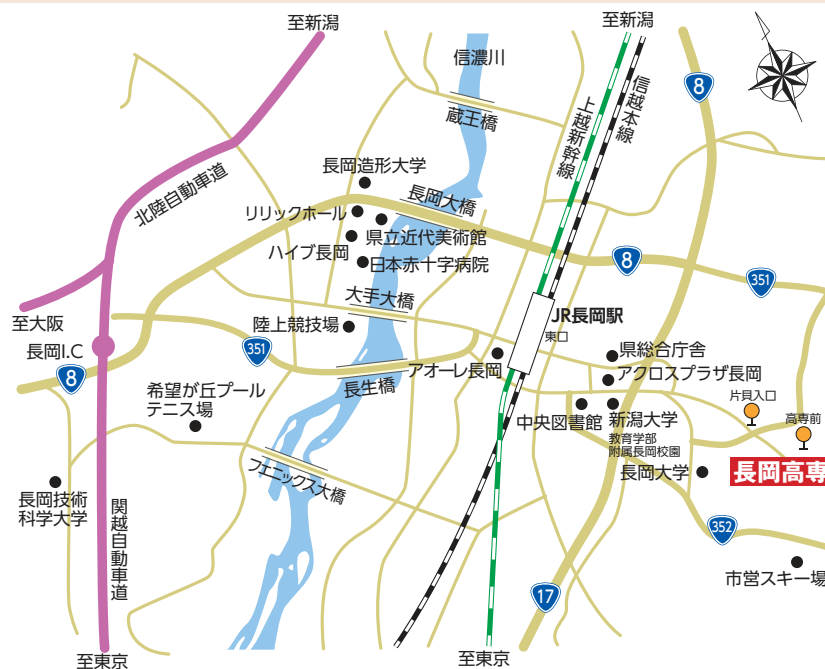 至新潟
至新潟
信濃川
8
蔵王橋
信越本線
上越新幹線
長岡造形大学
北陸自動車道
長岡大橋
リリックホール
県立近代美術館
ハイブ長岡
日本赤十字病院
8
351
大手大橋
至大阪
陸上競技場
JR長岡駅
東口
長岡I.C
351
県総合庁舎
アオーレ長岡
8
長生橋
アクロスプラザ長岡
希望が丘プール
テニス場
片貝入口
中央図書館
新潟大学
教育学部
附属長岡校園
高専前
フェニックス大橋
長岡大学
長岡高専
長岡技術
科学大学
関越自動車道
352
市営スキー場
17
至東京
至東京